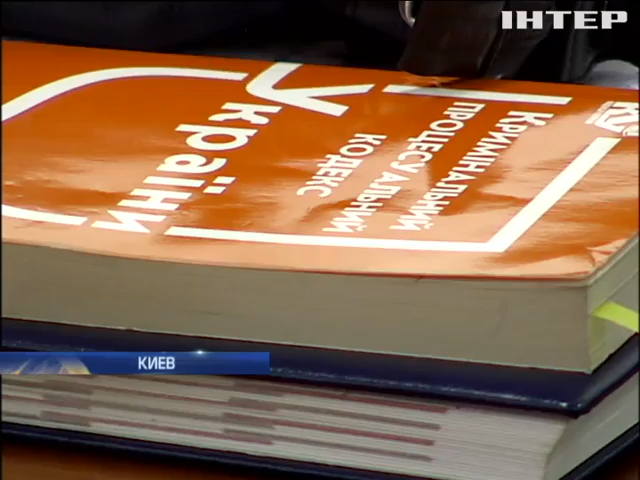 ІНТЕР
КРИМІНАЛЬНИЙ
ПРОЦЕСУАЛЬНИЙ
КОДЕКС
України
КИЕВ